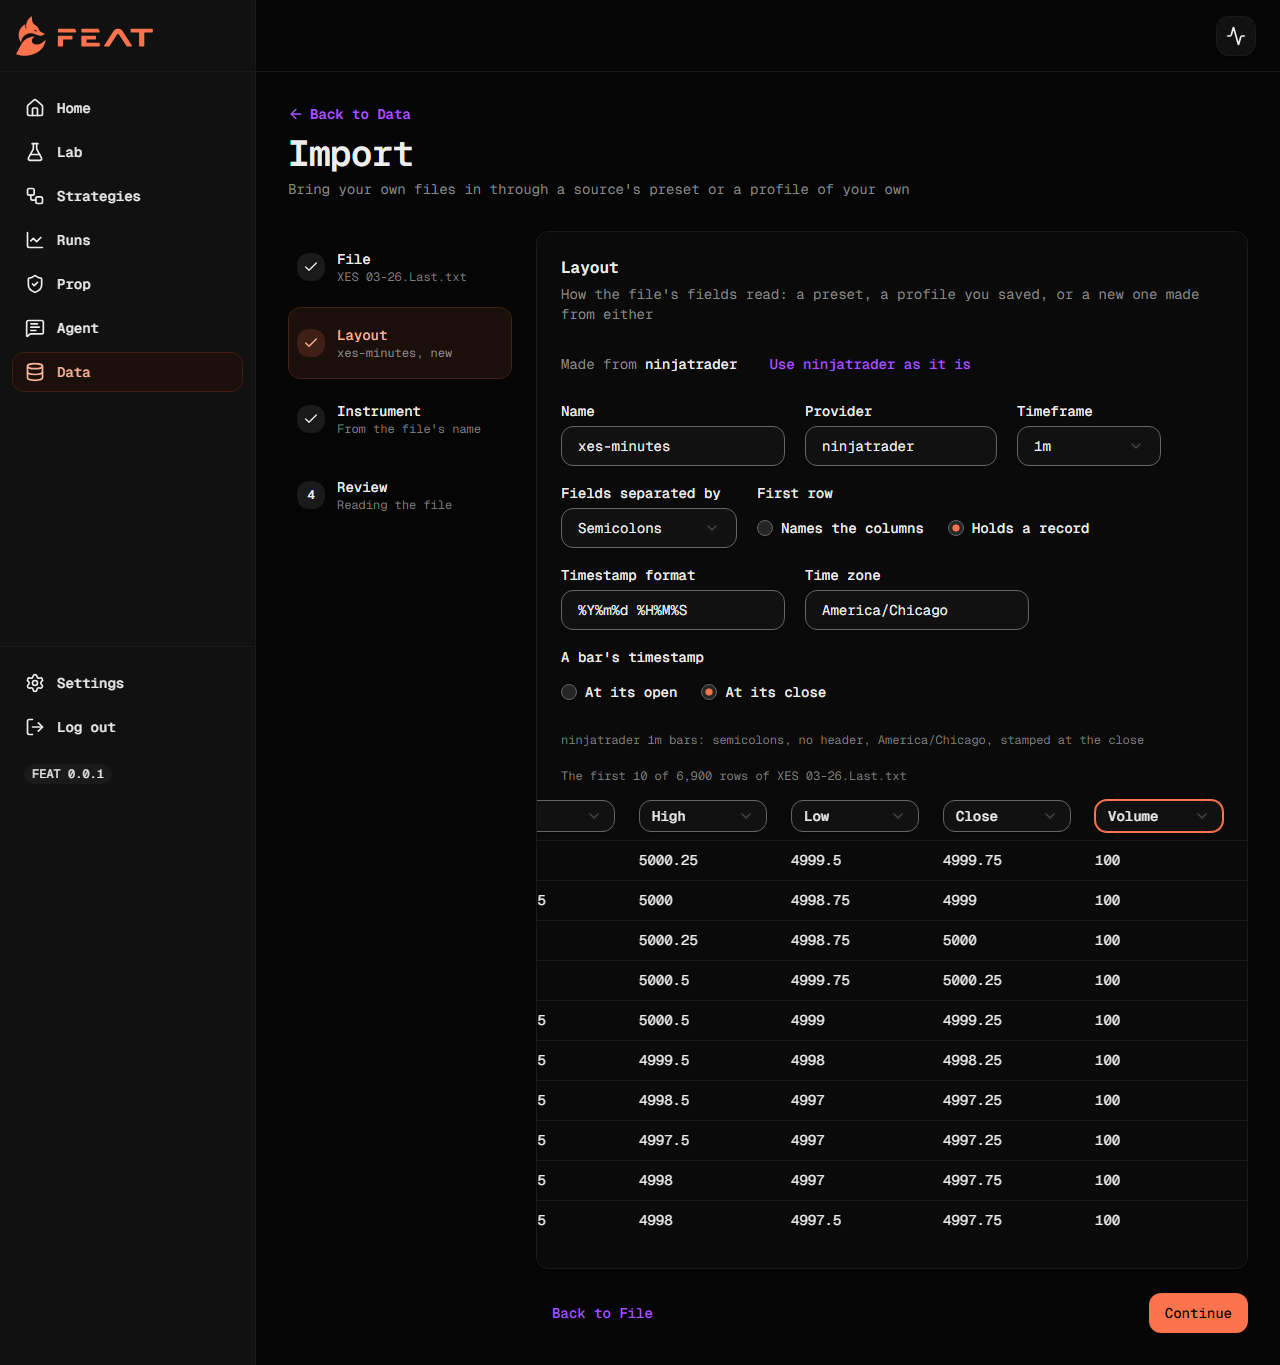 FEAT
Home
Lab
Strategies
Runs
Prop
Agent
Data
Settings
Log out
FEAT 0.0.1
Back to Data
Import
Bring your own files in through a source's preset or a profile of your own
File
XES 03-26.Last.txt
Layout
xes-minutes, new
Instrument
From the file's name
4
Review
Reading the file
Layout
How the file's fields read: a preset, a profile you saved, or a new one made
from either
Made from ninjatrader Use ninjatrader as it is
Name Provider Timeframe
xes-minutes ninjatrader 1m
Fields separated by First row
Semicolons Names the columns Holds a record
Timestamp format Time zone
%Y%m%d %H%M%S America/Chicago
A bar's timestamp
At its open At its close
ninjatrader 1m bars: semicolons, no header, America/Chicago, stamped at the close
The first 10 of 6,900 rows of XES 03-26.Last.txt
High Low Close Volume
5000.25 4999.5 4999.75 100
5 5000 4998.75 4999 100
5000.25 4998.75 5000 100
5000.5 4999.75 5000.25 100
5 5000.5 4999 4999.25 100
5 4999.5 4998 4998.25 100
5 4998.5 4997 4997.25 100
5 4997.5 4997 4997.25 100
5 4998 4997 4997.75 100
5 4998 4997.5 4997.75 100
Back to File Continue